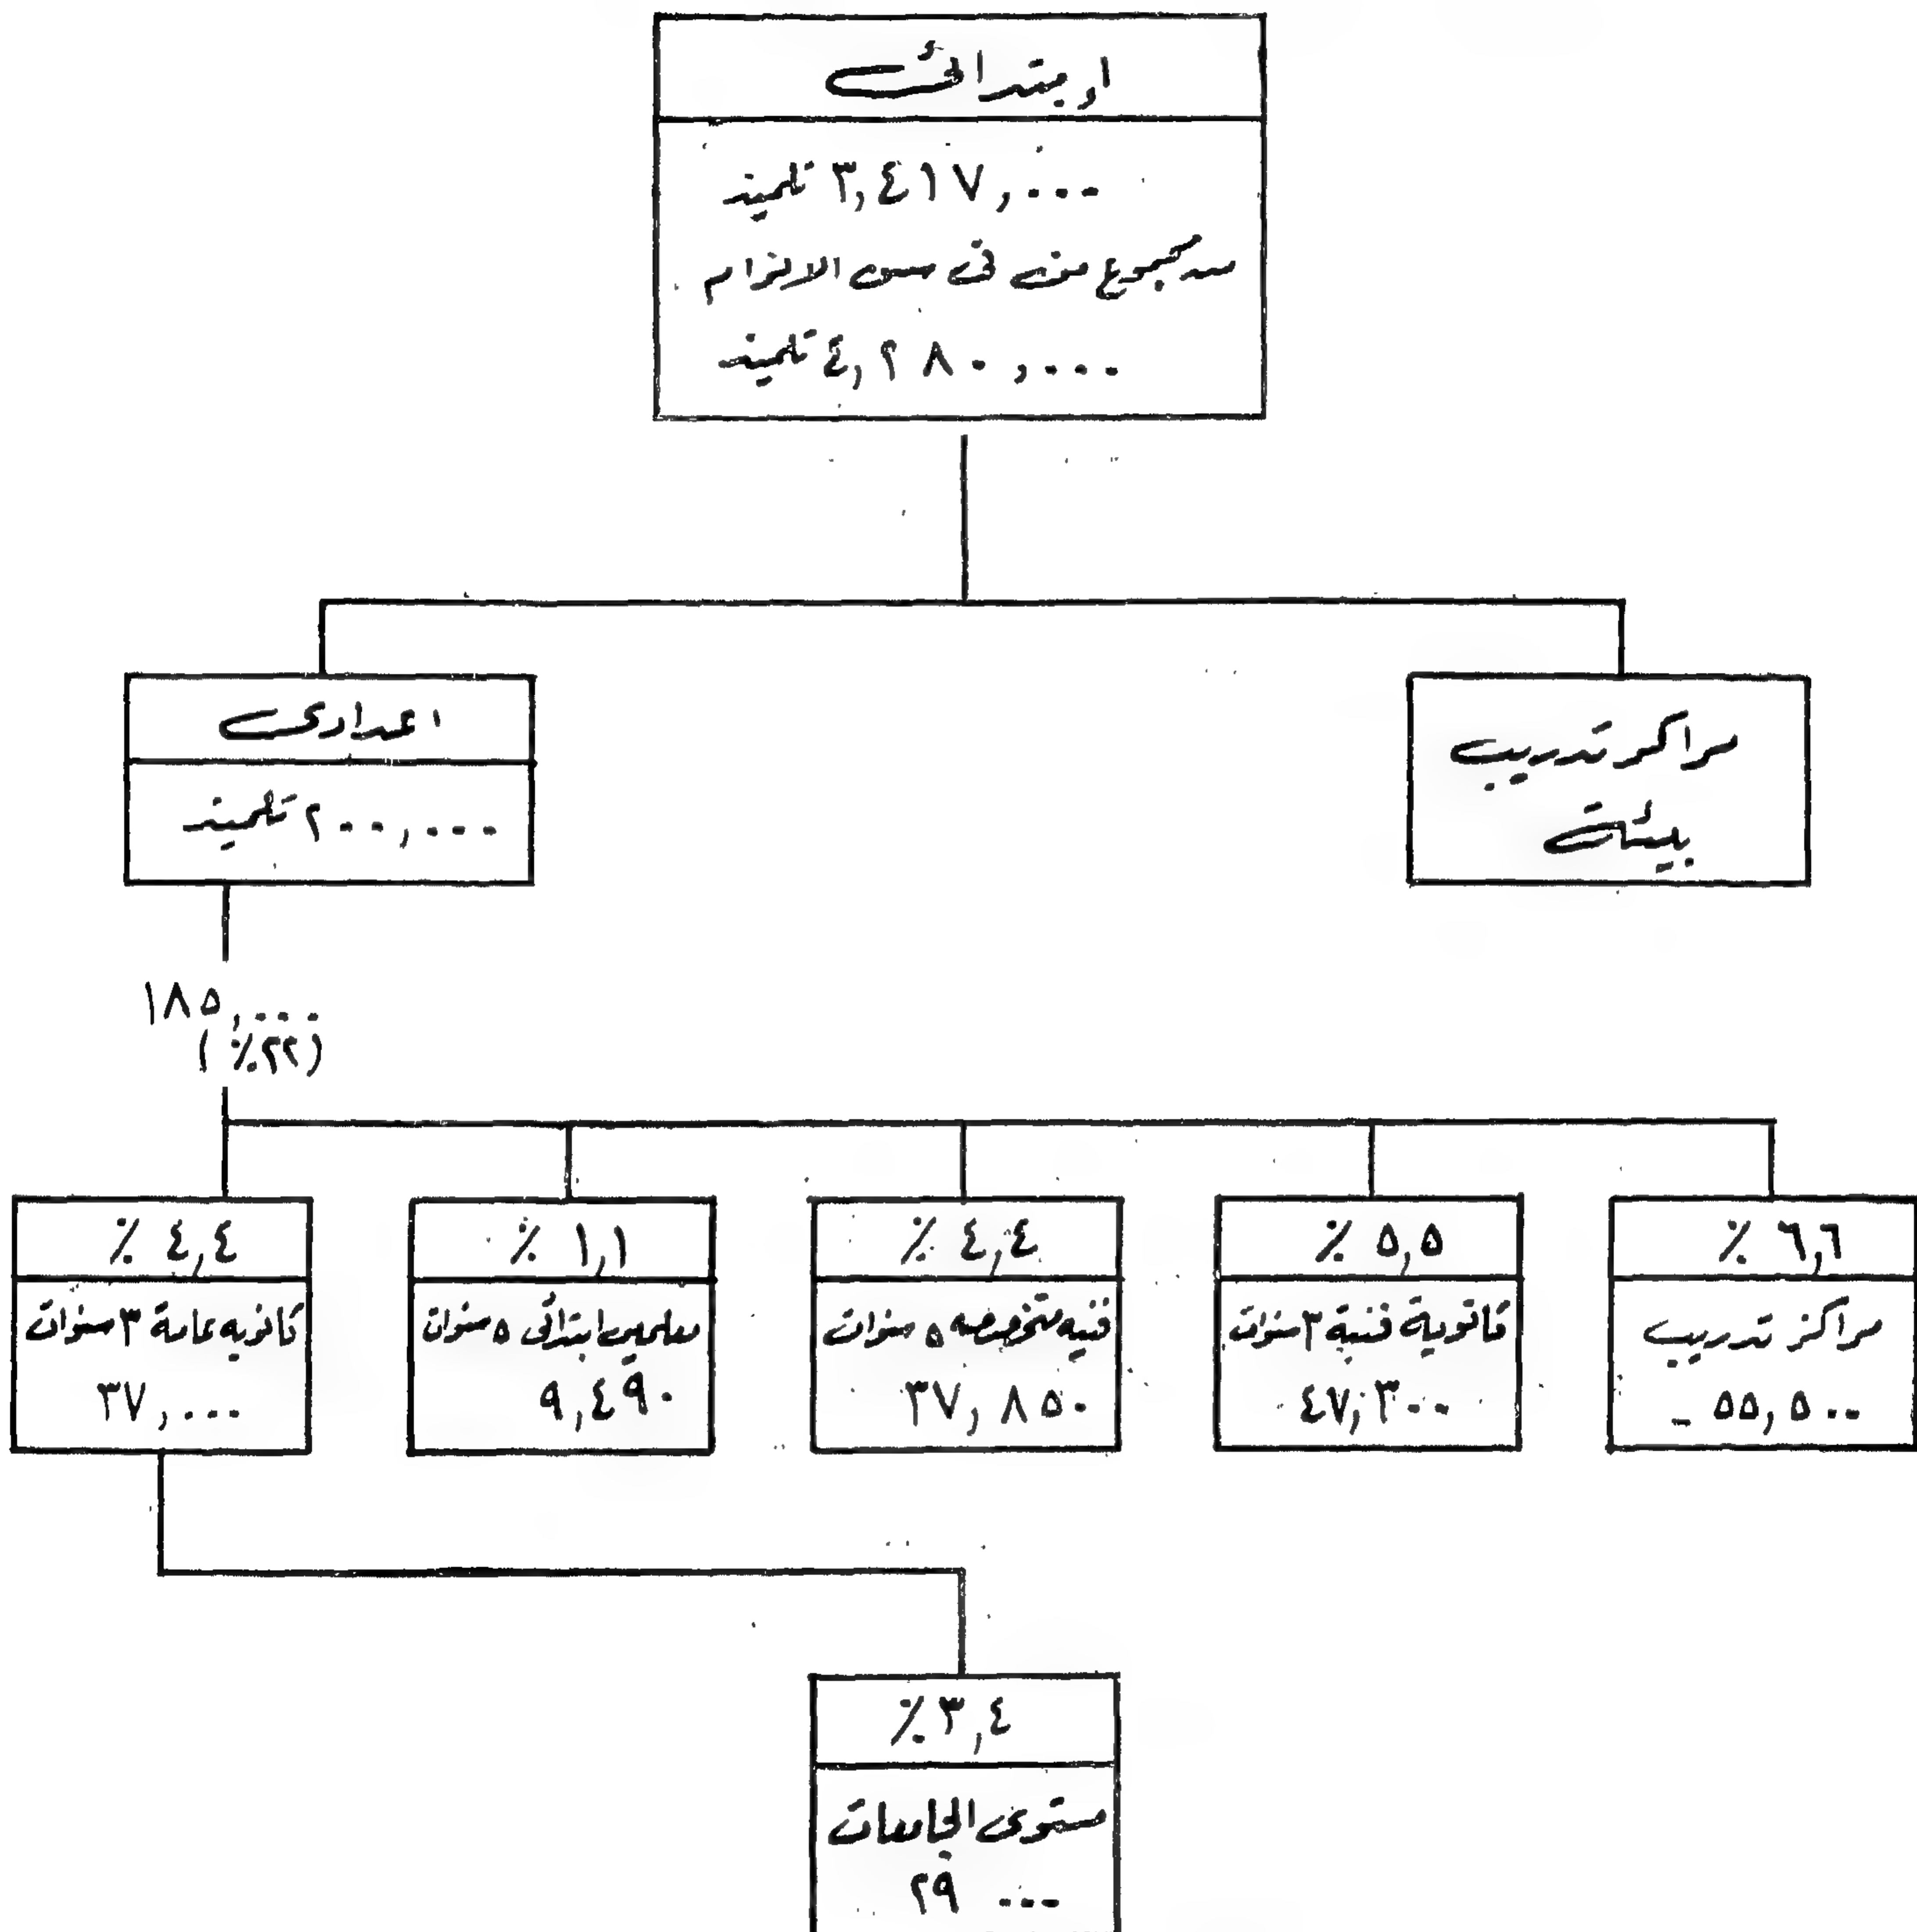 ابتدائى
٣,٤١٧,٠٠٠ تلميذ
من مجموع من فى سن الالزام
٤,٢٨٠,٠٠٠ تلميذ
اعدادى
٢٠٠,٠٠٠ تلميذ
مراكز تدريب
بيئية
١٨٥,٠٠٠
(٢٢٪)
٦,٦ ٪
مراكز تدريب
٥٥,٥٠٠
٥,٥ ٪
ثانوية فنية ٣ سنوات
٤٧,٣٠٠
٤,٤ ٪
فنيه متخصصه ٥ سنوات
٣٧,٨٥٠
١,١ ٪
معلمين ابتدائى ٥ سنوات
٩,٤٩٠
٤,٤ ٪
ثانويه عامة ٣ سنوات
٣٧,٠٠٠
٣,٤٪
مستوى الجامعات
٢٩ ٠٠٠